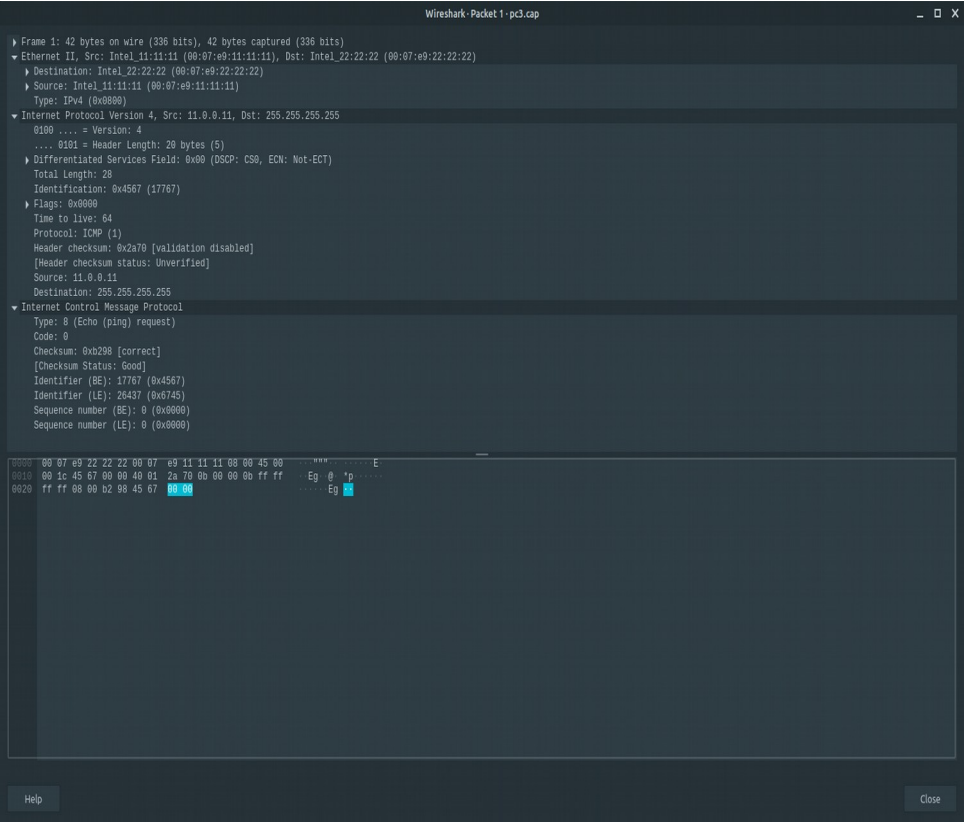 Wireshark · Packet 1 · pc3.cap
Frame 1: 42 bytes on wire (336 bits), 42 bytes captured (336 bits)
Ethernet II, Src: Intel_11:11:11 (00:07:e9:11:11:11), Dst: Intel_22:22:22 (00:07:e9:22:22:22)
Destination: Intel_22:22:22 (00:07:e9:22:22:22)
Source: Intel_11:11:11 (00:07:e9:11:11:11)
Type: IPv4 (0x0800)
Internet Protocol Version 4, Src: 11.0.0.11, Dst: 255.255.255.255
0100 .... = Version: 4
.... 0101 = Header Length: 20 bytes (5)
Differentiated Services Field: 0x00 (DSCP: CS0, ECN: Not-ECT)
Total Length: 28
Identification: 0x4567 (17767)
Flags: 0x0000
Time to live: 64
Protocol: ICMP (1)
Header checksum: 0x2a70 [validation disabled]
[Header checksum status: Unverified]
Source: 11.0.0.11
Destination: 255.255.255.255
Internet Control Message Protocol
Type: 8 (Echo (ping) request)
Code: 0
Checksum: 0xb298 [correct]
[Checksum Status: Good]
Identifier (BE): 17767 (0x4567)
Identifier (LE): 26437 (0x6745)
Sequence number (BE): 0 (0x0000)
Sequence number (LE): 0 (0x0000)
0000 00 07 e9 22 22 22 00 07 e9 11 11 11 08 00 45 00 ···"""·· ······E·
0010 00 1c 45 67 00 00 40 01 2a 70 0b 00 00 0b ff ff ··Eg··@· *p······
0020 ff ff 08 00 b2 98 45 67 00 00 ······Eg ··
Help
Close